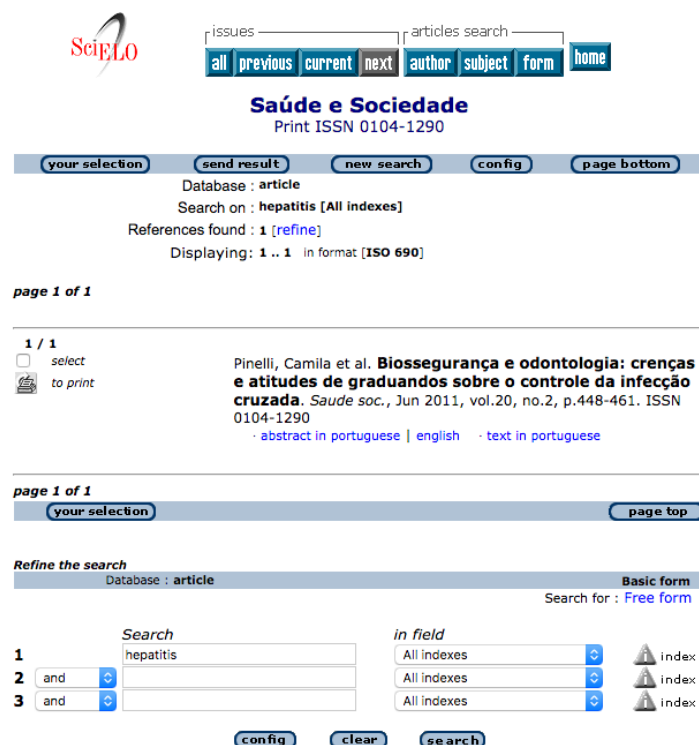 SciELO
issues
articles search
all previous current next author subject form home
Saúde e Sociedade
Print ISSN 0104-1290
your selection send result new search config page bottom
Database : article
Search on : hepatitis [All indexes]
References found : 1 [refine]
Displaying: 1 .. 1 in format [ISO 690]
page 1 of 1
1 / 1
select
to print
Pinelli, Camila et al. Biossegurança e odontologia: crenças
e atitudes de graduandos sobre o controle da infecção
cruzada. Saude soc., Jun 2011, vol.20, no.2, p.448-461. ISSN
0104-1290
· abstract in portuguese | english · text in portuguese
page 1 of 1
your selection page top
Refine the search
Database : article Basic form
Search for : Free form
Search in field
1 hepatitis All indexes index
2 and All indexes index
3 and All indexes index
config clear search